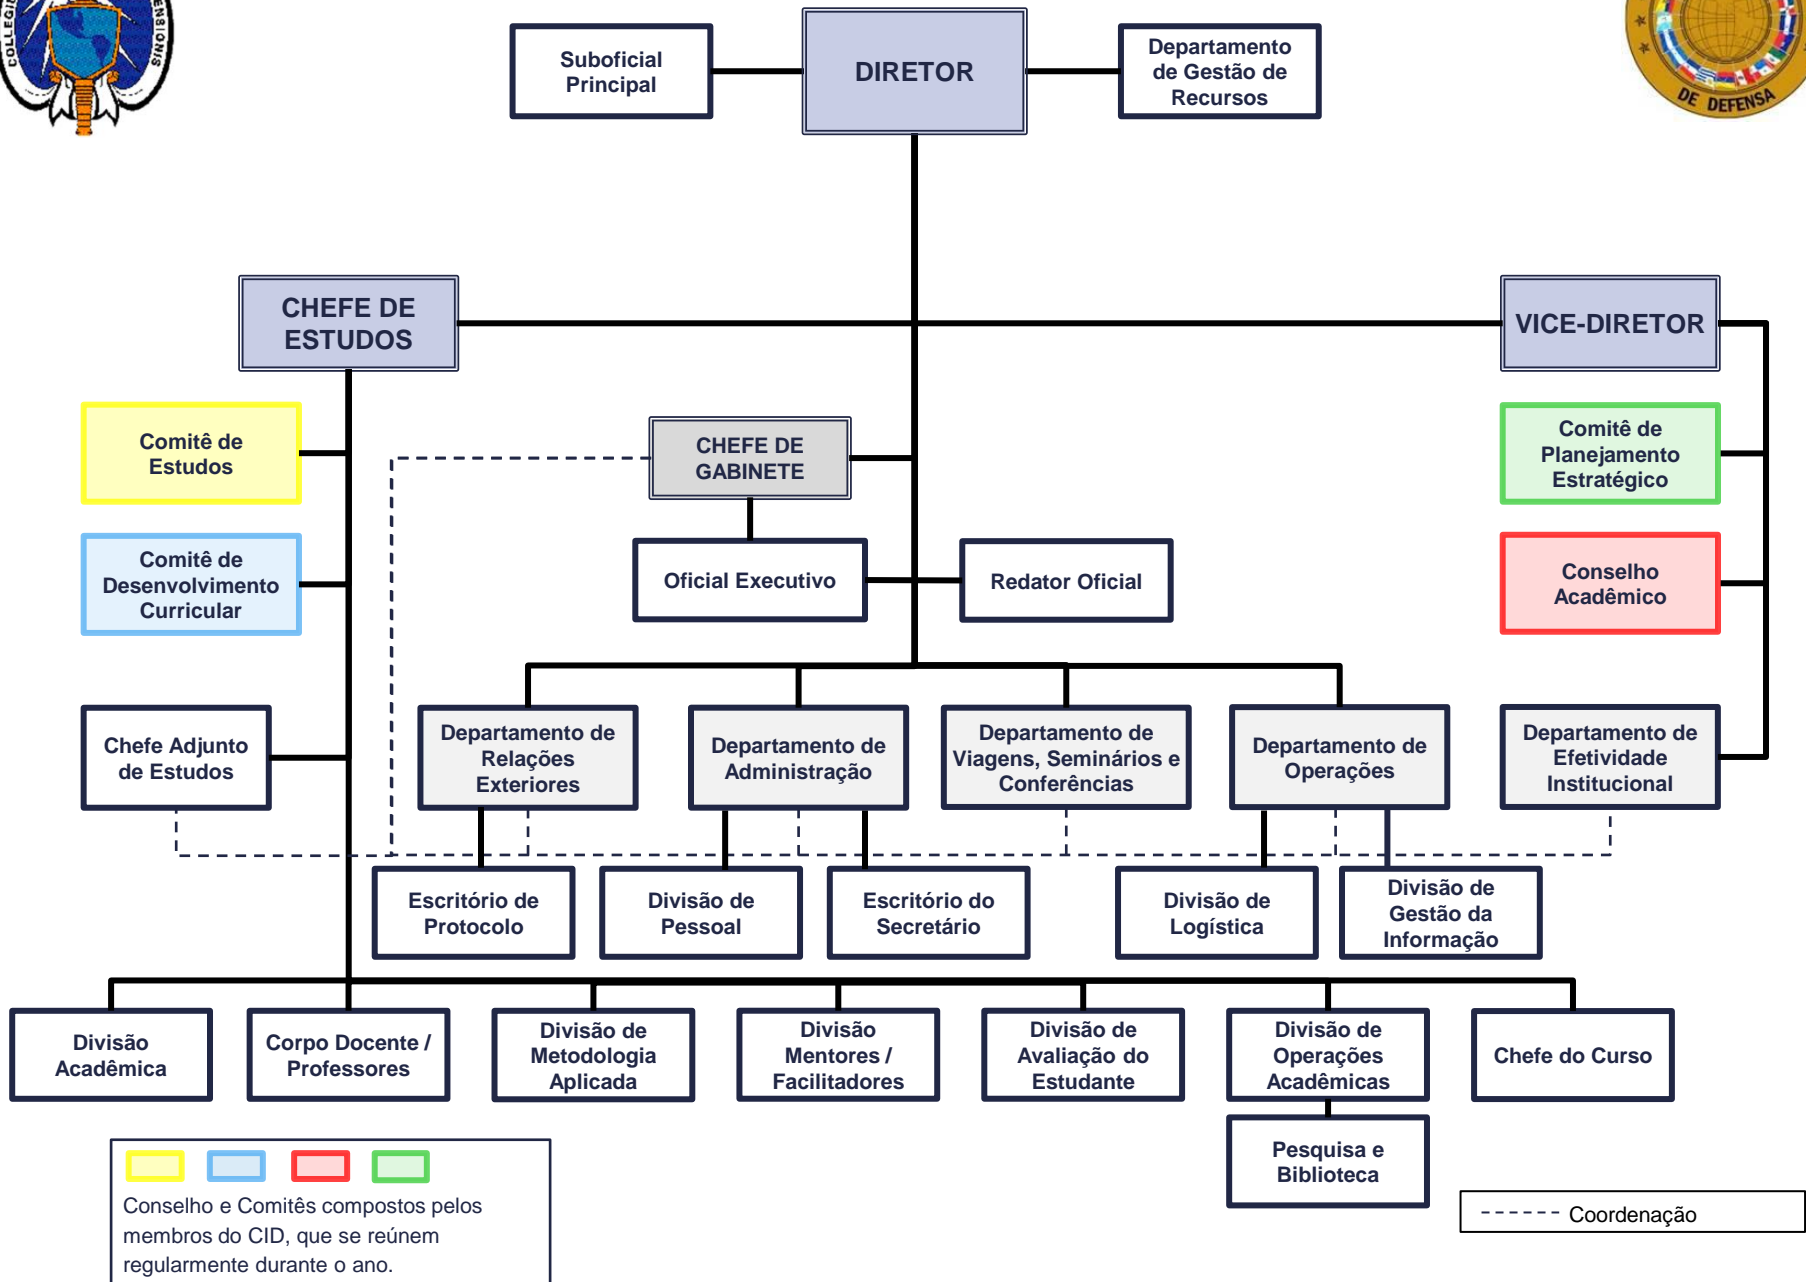 COLLEGI
ENSIONIS
DE DEFENSA
Suboficial
Principal
DIRETOR
Departamento
de Gestão de
Recursos
CHEFE DE
ESTUDOS
VICE-DIRETOR
Comitê de
Estudos
CHEFE DE
GABINETE
Comitê de
Planejamento
Estratégico
Comitê de
Desenvolvimento
Curricular
Oficial Executivo
Redator Oficial
Conselho
Acadêmico
Chefe Adjunto
de Estudos
Departamento de
Relações
Exteriores
Departamento de
Administração
Departamento de
Viagens, Seminários e
Conferências
Departamento de
Operações
Departamento de
Efetividade
Institucional
Escritório de
Protocolo
Divisão de
Pessoal
Escritório do
Secretário
Divisão de
Logística
Divisão de
Gestão da
Informação
Divisão
Acadêmica
Corpo Docente /
Professores
Divisão de
Metodologia
Aplicada
Divisão
Mentores /
Facilitadores
Divisão de
Avaliação do
Estudante
Divisão de
Operações
Acadêmicas
Chefe do Curso
Pesquisa e
Biblioteca
Conselho e Comitês compostos pelos
membros do CID, que se reúnem
regularmente durante o ano.
Coordenação